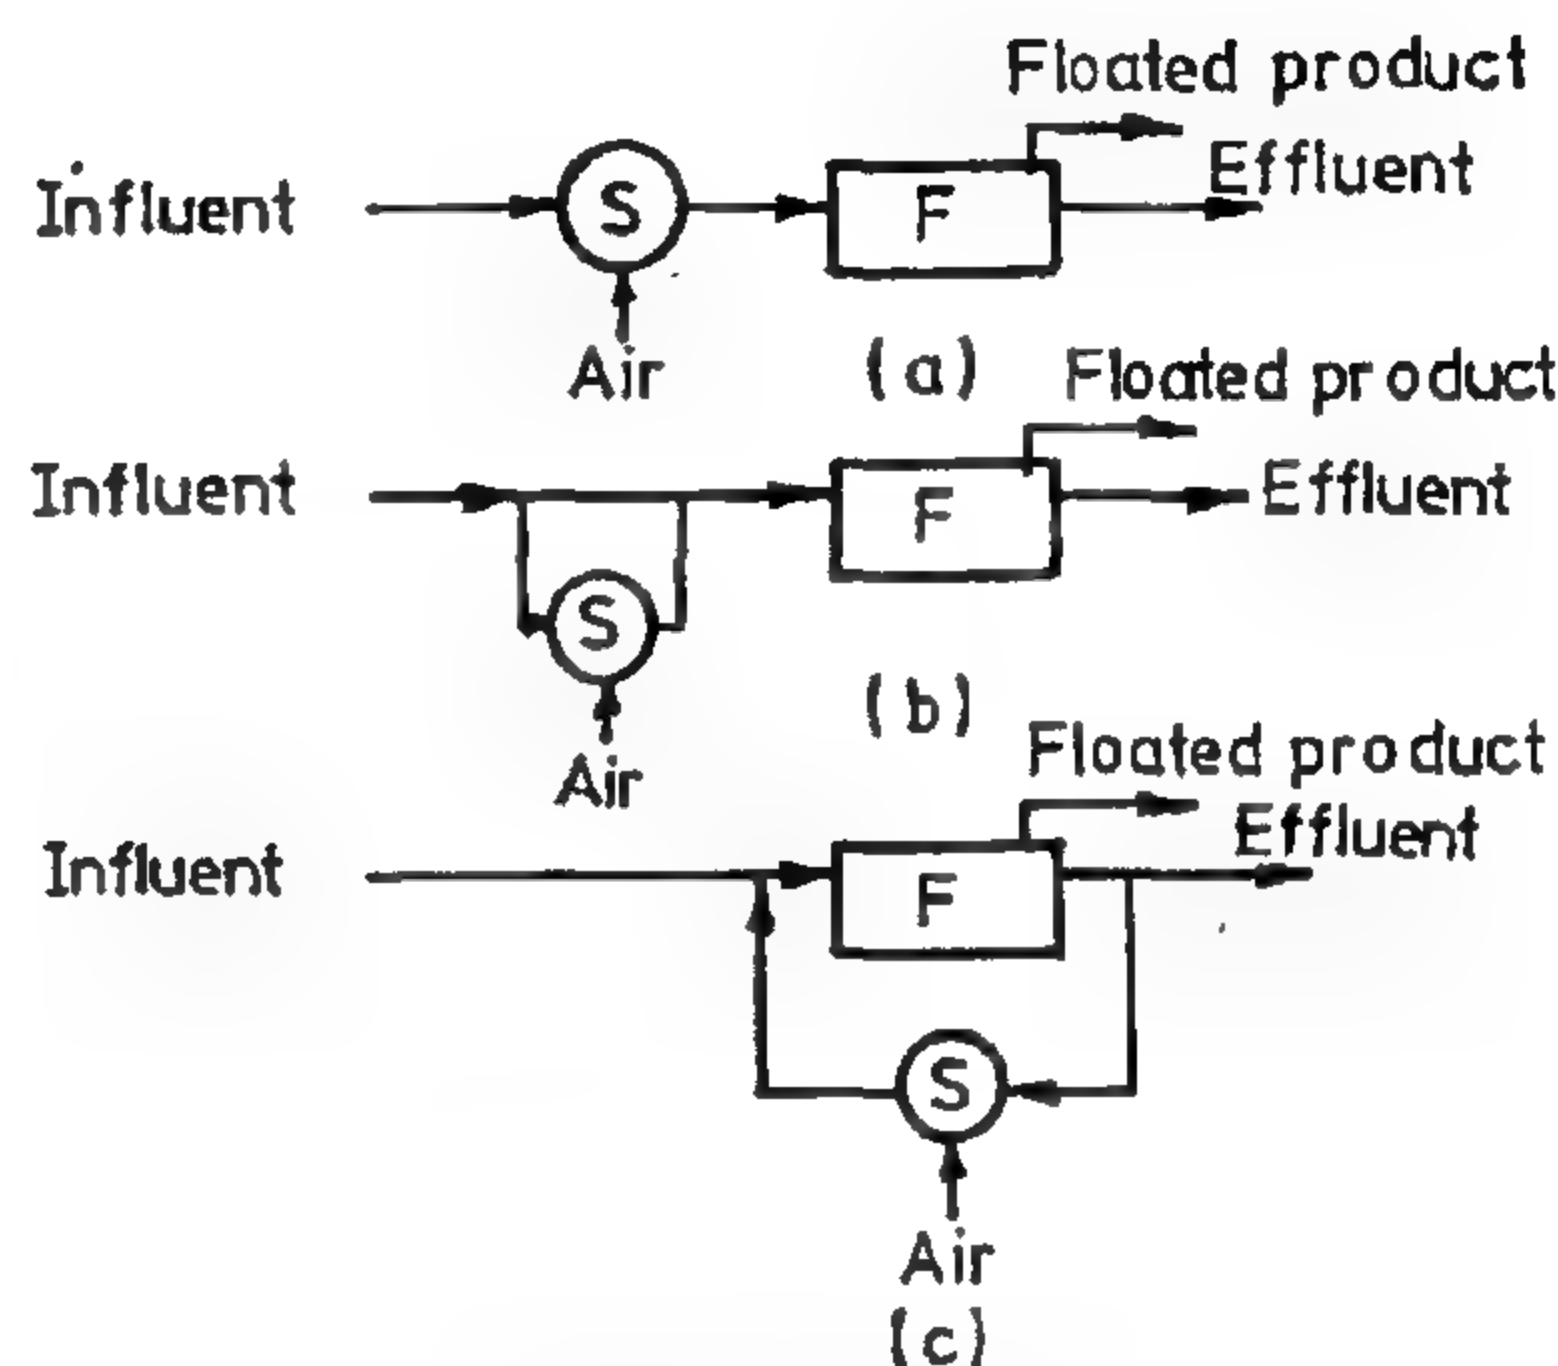 Floated product
Influent
S
F
Effluent
Air
(a)
Floated product
Influent
F
Effluent
S
(b)
Air
Floated product
Influent
F
Effluent
S
Air
(c)